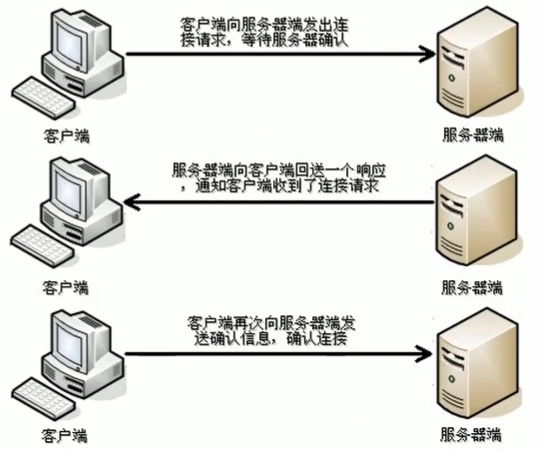 客户端向服务器端发出连
接请求，等待服务器确认
客户端
服务器端
服务器端向客户端回送一个响应
，通知客户端收到了连接请求
客户端
服务器端
客户端再次向服务器端发
送确认信息，确认连接
客户端
服务器端